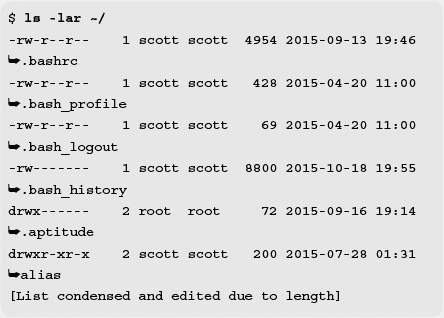 $ ls -lar ~/
-rw-r--r-- 1 scott scott 4954 2015-09-13 19:46
➥.bashrc
-rw-r--r-- 1 scott scott 428 2015-04-20 11:00
➥.bash_profile
-rw-r--r-- 1 scott scott 69 2015-04-20 11:00
➥.bash_logout
-rw------- 1 scott scott 8800 2015-10-18 19:55
➥.bash_history
drwx------ 2 root root 72 2015-09-16 19:14
➥.aptitude
drwxr-xr-x 2 scott scott 200 2015-07-28 01:31
➥alias
[List condensed and edited due to length]